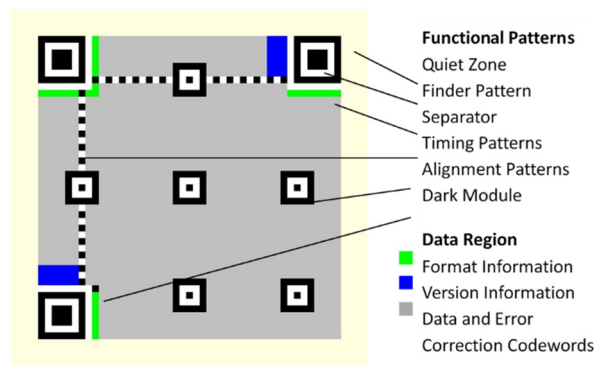 Functional Patterns
Quiet Zone
Finder Pattern
Separator
Timing Patterns
Alignment Patterns
Dark Module
Data Region
Format Information
Version Information
Data and Error
Correction Codewords